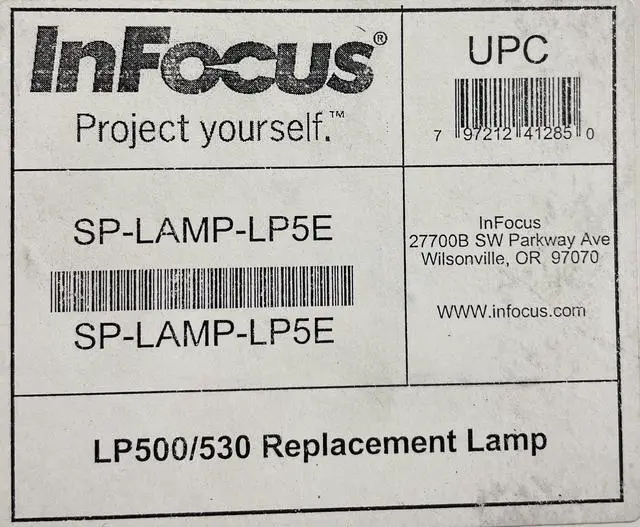 InFocus®
Project yourself.™
UPC
7 97212 41285 0
SP-LAMP-LP5E
SP-LAMP-LP5E
InFocus
27700B SW Parkway Ave
Wilsonville, OR 97070
WWW.infocus.com
LP500/530 Replacement Lamp